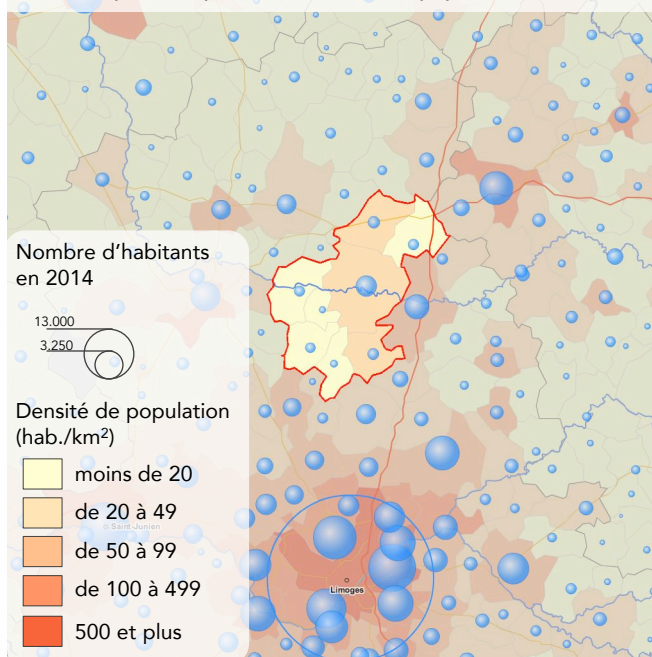 Nombre d'habitants
en 2014
13.000
3,250
Densité de population
(hab./km²)
moins de 20
de 20 à 49
de 50 à 99
de 100 à 499
500 et plus
Saint Junien
Limoges